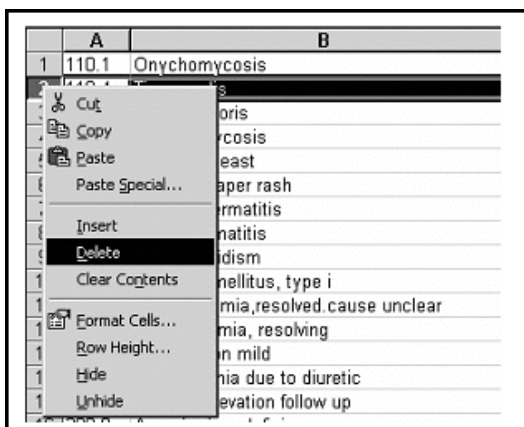 A B
1 110.1 Onychomycosis
Cut
oris
Copy
cosis
Paste
east
Paste Special...
aper rash
rmatitis
Insert
natitis
Delete
idism
Clear Contents
nellitus, type i
mia,resolved.cause unclear
Format Cells...
mia, resolving
Row Height...
n mild
Hide
nia due to diuretic
Unhide
evation follow up